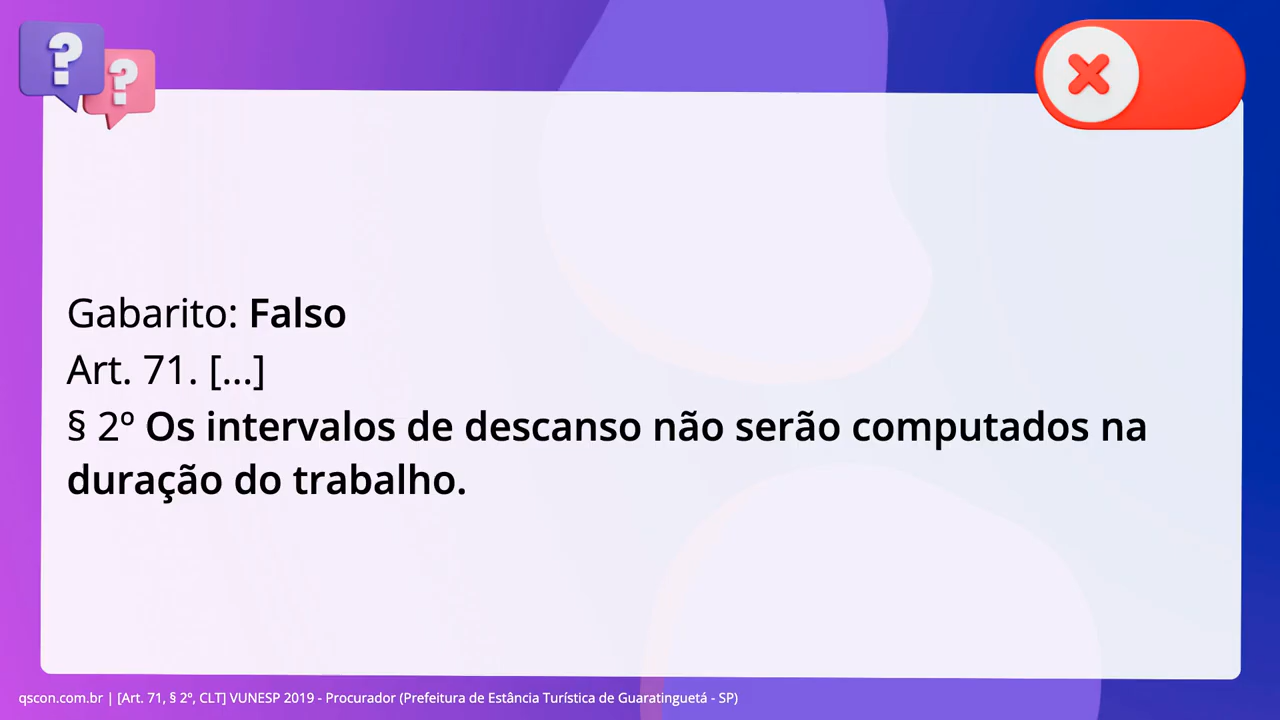 ? ?
Gabarito: Falso
Art. 71. [...]
§ 2º Os intervalos de descanso não serão computados na
duração do trabalho.
qscon.com.br | [Art. 71, § 2º, CLT] VUNESP 2019 - Procurador (Prefeitura de Estância Turística de Guaratinguetá - SP)